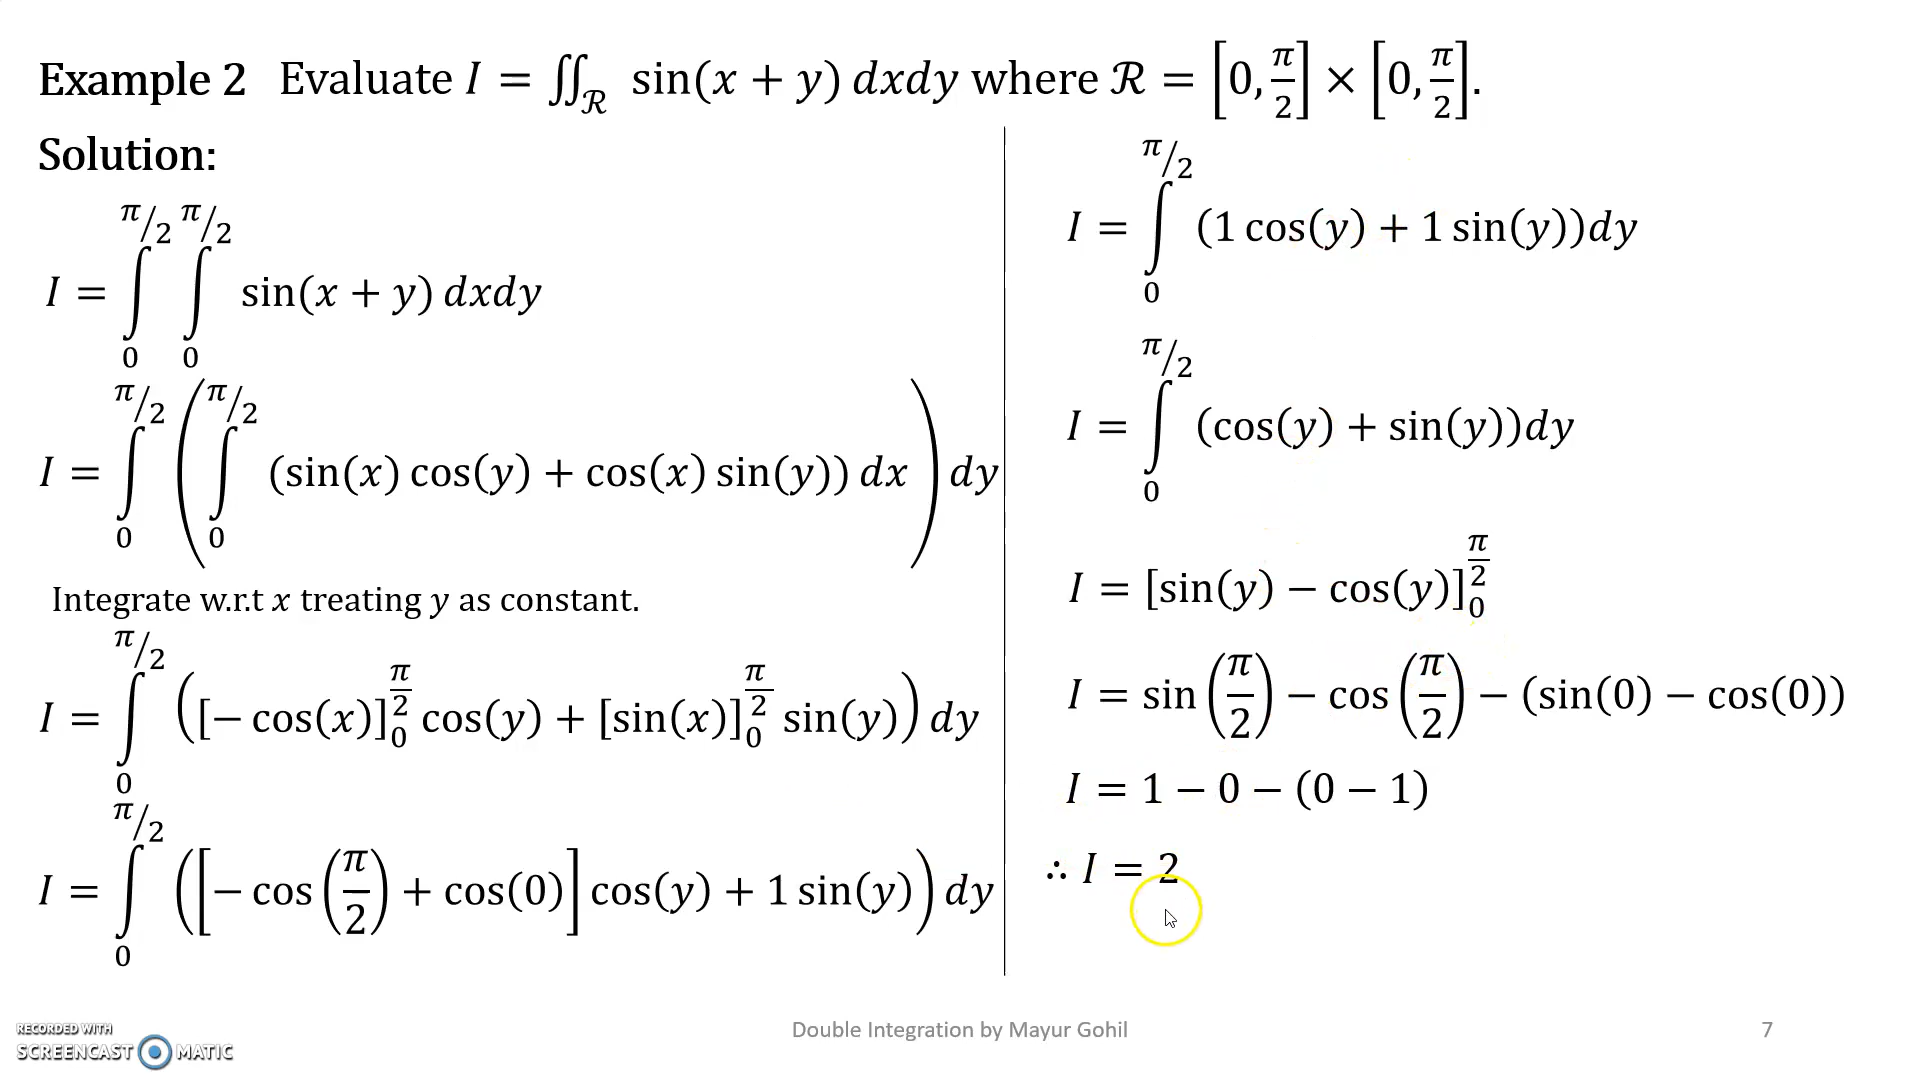 Example 2 Evaluate I = ∬_ℛ sin(x + y) dxdy where ℛ = [0, π/2] × [0, π/2].
Solution:
I = ∫_0^{π/2} ∫_0^{π/2} sin(x + y) dxdy
I = ∫_0^{π/2} (∫_0^{π/2} (sin(x) cos(y) + cos(x) sin(y)) dx) dy
Integrate w.r.t x treating y as constant.
I = ∫_0^{π/2} ([− cos(x)]_0^{π/2} cos(y) + [sin(x)]_0^{π/2} sin(y)) dy
I = ∫_0^{π/2} ([− cos(π/2) + cos(0)] cos(y) + 1 sin(y)) dy
I = ∫_0^{π/2} (1 cos(y) + 1 sin(y))dy
I = ∫_0^{π/2} (cos(y) + sin(y))dy
I = [sin(y) − cos(y)]_0^{π/2}
I = sin(π/2) − cos(π/2) − (sin(0) − cos(0))
I = 1 − 0 − (0 − 1)
∴ I = 2
RECORDED WITH
SCREENCAST MATIC
Double Integration by Mayur Gohil
7